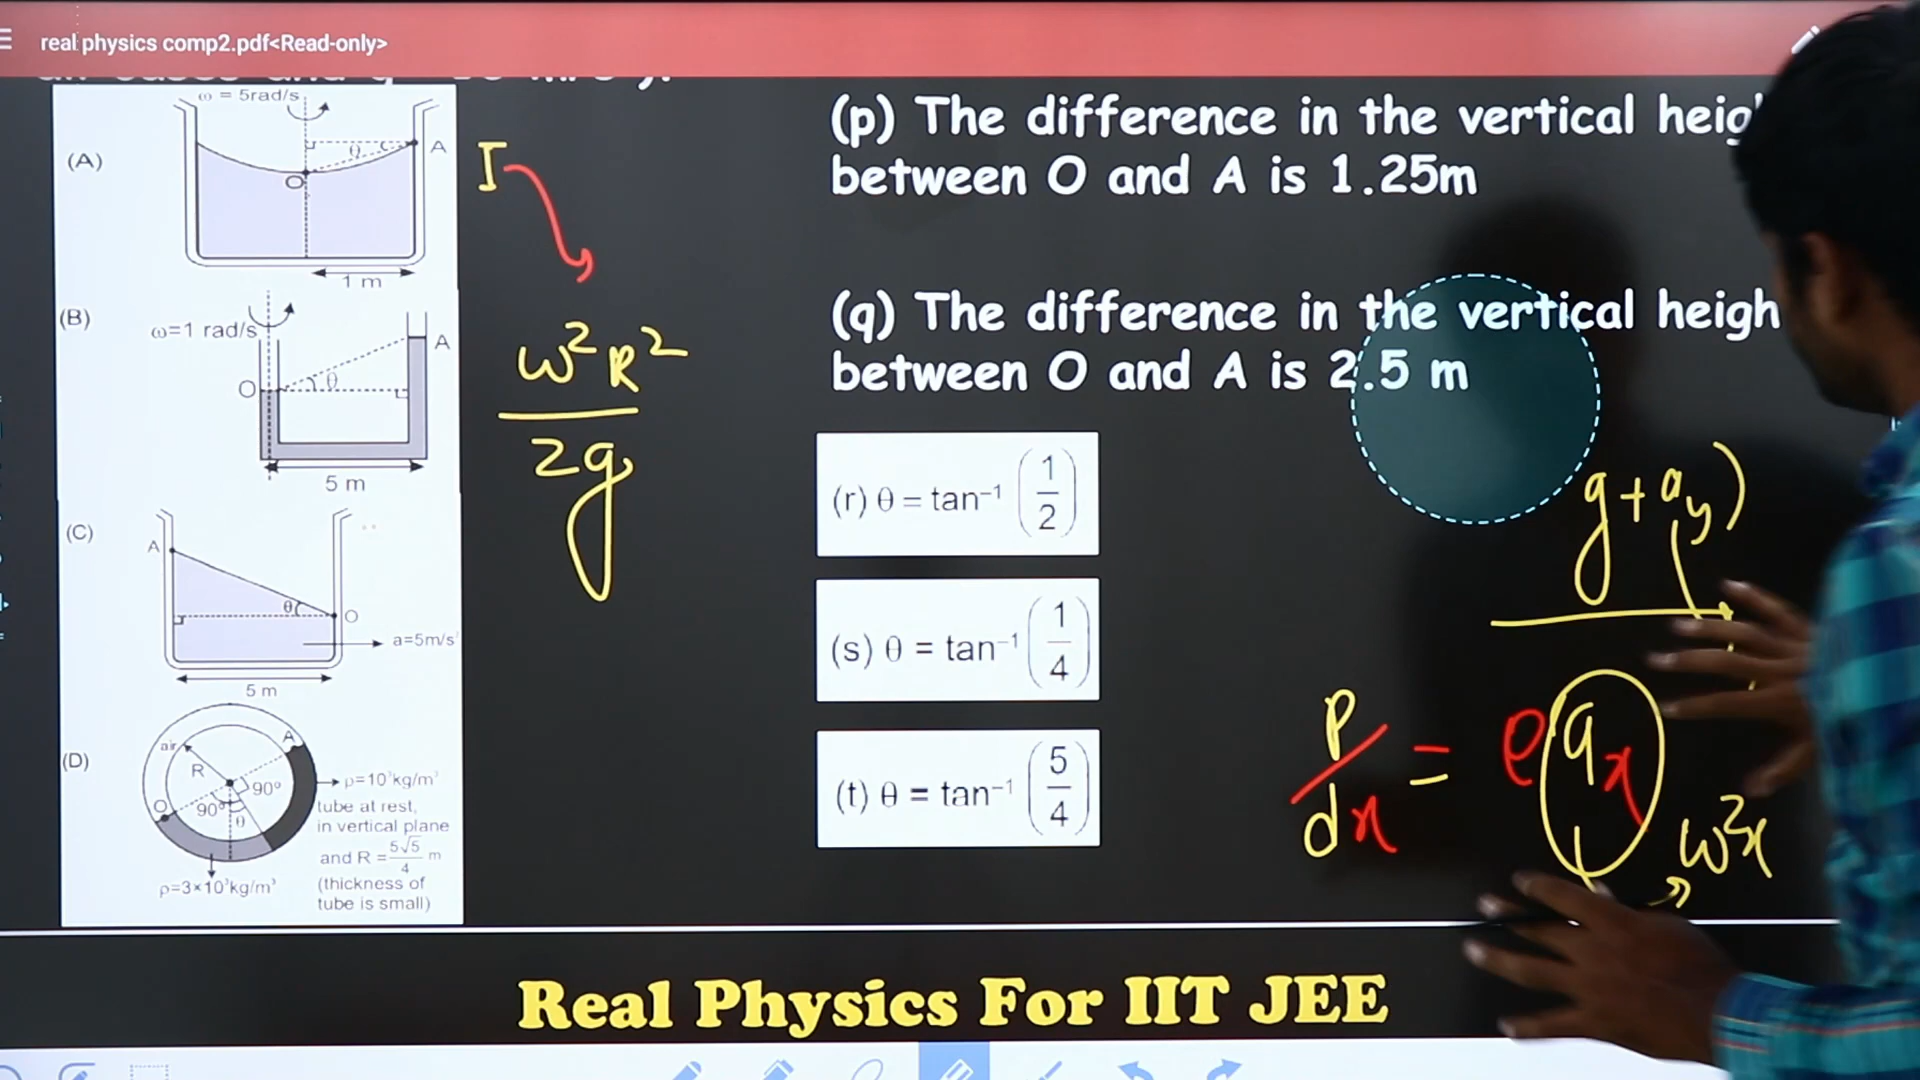 real physics comp2.pdf<Read-only>
(A)
ω = 5rad/s
θ
A
O
1 m
(B)
ω=1 rad/s
A
O
θ
5 m
(C)
A
θ
O
a=5m/s
5 m
(D)
air
A
R
90°
90°
O
θ
ρ=10³kg/m³
tube at rest,
in vertical plane
and R = 5√5/4 m
(thickness of
tube is small)
ρ=3×10³kg/m³
I
ω²R²
2g
(p) The difference in the vertical heig
between O and A is 1.25m
(q) The difference in the vertical heigh
between O and A is 2.5 m
(r) θ = tan⁻¹ (1/2)
(s) θ = tan⁻¹ (1/4)
(t) θ = tan⁻¹ (5/4)
g + ay)
P/dx = ρ ax
ω²x
Real Physics For IIT JEE